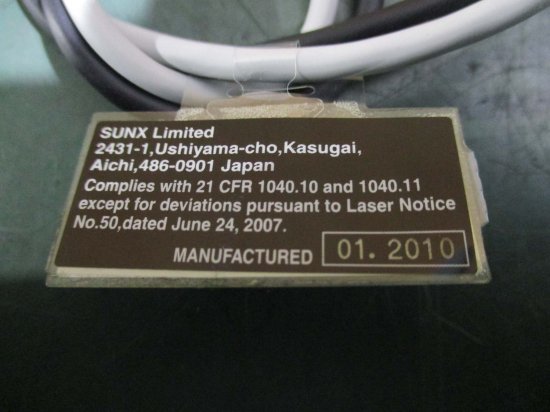 SUNX Limited
2431-1,Ushiyama-cho,Kasugai,
Aichi,486-0901 Japan
Complies with 21 CFR 1040.10 and 1040.11
except for deviations pursuant to Laser Notice
No.50,dated June 24, 2007.
MANUFACTURED 01. 2010